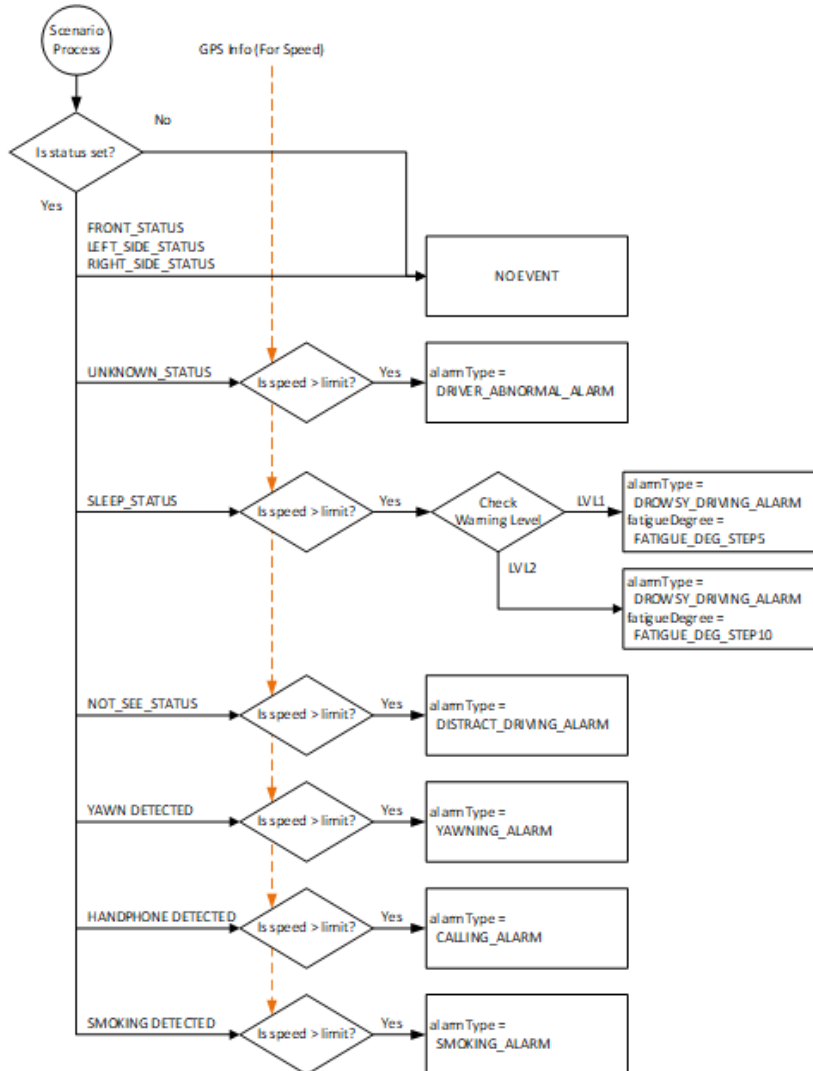 Scenario
Process
GPS Info (For Speed)
No
Is status set?
Yes
FRONT_STATUS
LEFT_SIDE_STATUS
RIGHT_SIDE_STATUS
NO EVENT
UNKNOWN_STATUS
Is speed > limit?
Yes
alarmType =
DRIVER_ABNORMAL_ALARM
SLEEP_STATUS
Is speed > limit?
Yes
Check
Warning Level
LVL1
alarmType =
DROWSY_DRIVING_ALARM
fatigueDegree =
FATIGUE_DEG_STEP5
LVL2
alarmType =
DROWSY_DRIVING_ALARM
fatigueDegree =
FATIGUE_DEG_STEP10
NOT_SEE_STATUS
Is speed > limit?
Yes
alarmType =
DISTRACT_DRIVING_ALARM
YAWN DETECTED
Is speed > limit?
Yes
alarmType =
YAWNING_ALARM
HANDPHONE DETECTED
Is speed > limit?
Yes
alarmType =
CALLING_ALARM
SMOKING DETECTED
Is speed > limit?
Yes
alarmType =
SMOKING_ALARM